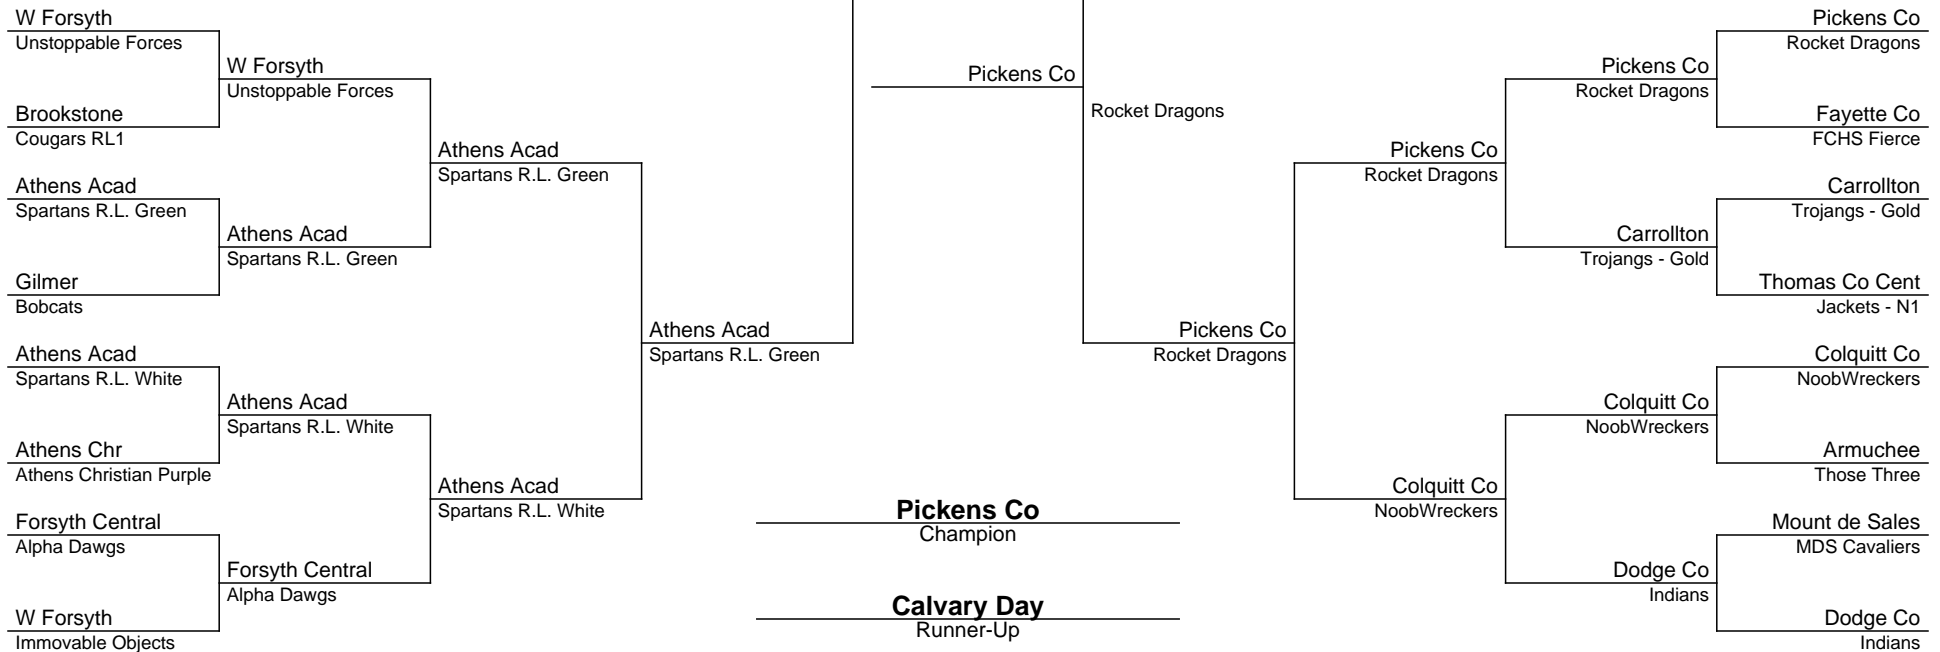 W Forsyth
Unstoppable Forces
Brookstone
Cougars RL1
Athens Acad
Spartans R.L. Green
Gilmer
Bobcats
Athens Acad
Spartans R.L. White
Athens Chr
Athens Christian Purple
Forsyth Central
Alpha Dawgs
W Forsyth
Immovable Objects
W Forsyth
Unstoppable Forces
Athens Acad
Spartans R.L. Green
Athens Acad
Spartans R.L. White
Forsyth Central
Alpha Dawgs
Athens Acad
Spartans R.L. Green
Athens Acad
Spartans R.L. White
Athens Acad
Spartans R.L. Green
Pickens Co
Rocket Dragons
Pickens Co
Champion
Calvary Day
Runner-Up
Pickens Co
Rocket Dragons
Pickens Co
Rocket Dragons
Colquitt Co
NoobWreckers
Pickens Co
Rocket Dragons
Carrollton
Trojangs - Gold
Colquitt Co
NoobWreckers
Dodge Co
Indians
Pickens Co
Rocket Dragons
Fayette Co
FCHS Fierce
Carrollton
Trojangs - Gold
Thomas Co Cent
Jackets - N1
Colquitt Co
NoobWreckers
Armuchee
Those Three
Mount de Sales
MDS Cavaliers
Dodge Co
Indians